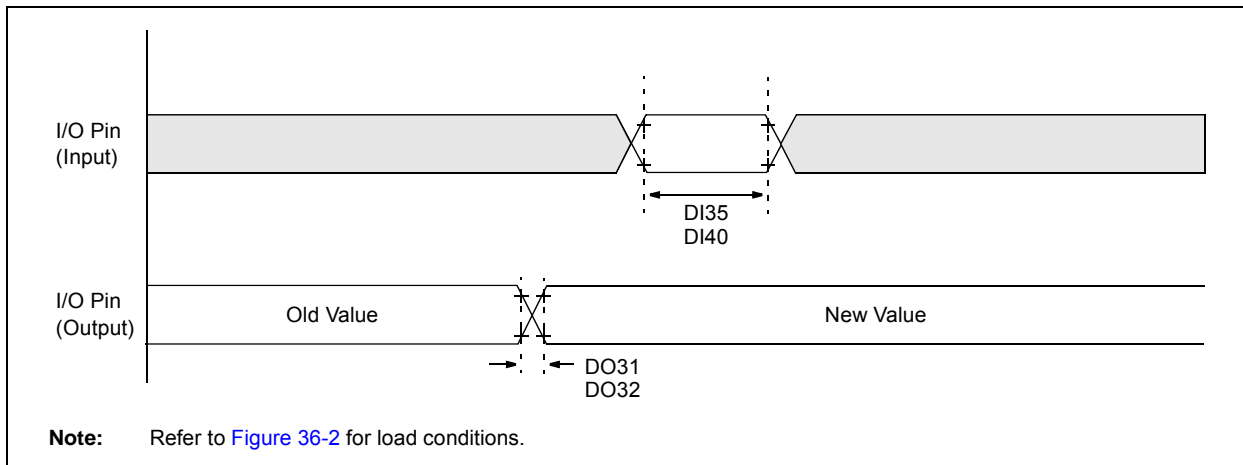 I/O Pin
(Input)
DI35
DI40
I/O Pin
(Output)
Old Value
New Value
DO31
DO32
Note: Refer to Figure 36-2 for load conditions.